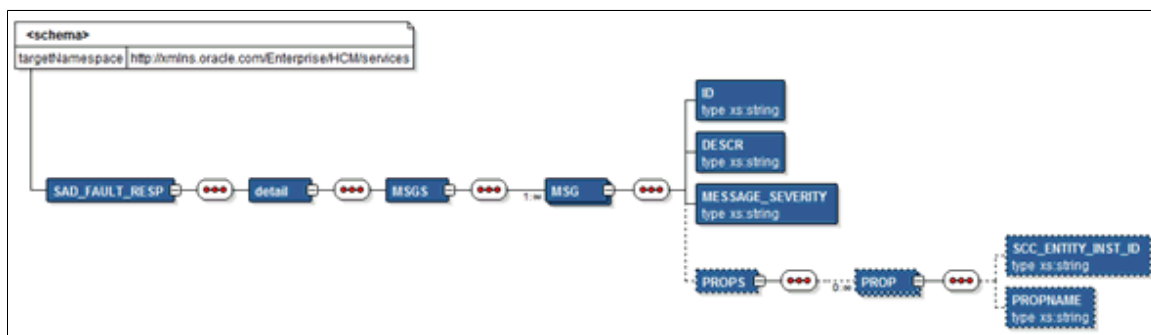 <schema>
targetNamespace http://xmlns.oracle.com/Enterprise/HCM/services
ID
type xs:string
DESCR
type xs:string
SAD_FAULT_RESP detail MSGS 1:∞ MSG
MESSAGE_SEVERITY
type xs:string
PROPS 0:∞ PROP
SCC_ENTITY_INST_ID
type xs:string
PROPNAME
type xs:string